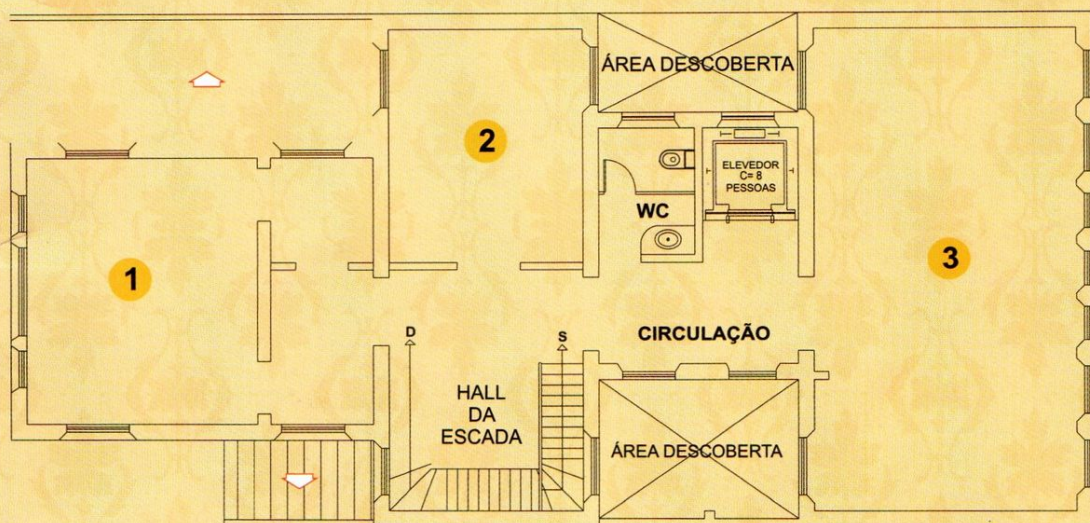 ÁREA DESCOBERTA
2
ELEVADOR
C= 8
PESSOAS
WC
1
3
D
S
CIRCULAÇÃO
HALL
DA
ESCADA
ÁREA DESCOBERTA